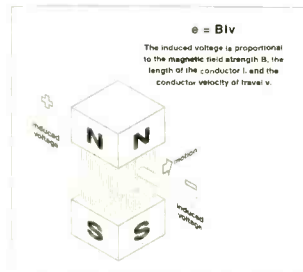 e = Blv
The induced voltage is proportional
to the magnetic field strength B, the
length of the conductor l, and the
conductor velocity of travel v.
+
induced
voltage
N N
motion
-
induced
voltage
S S